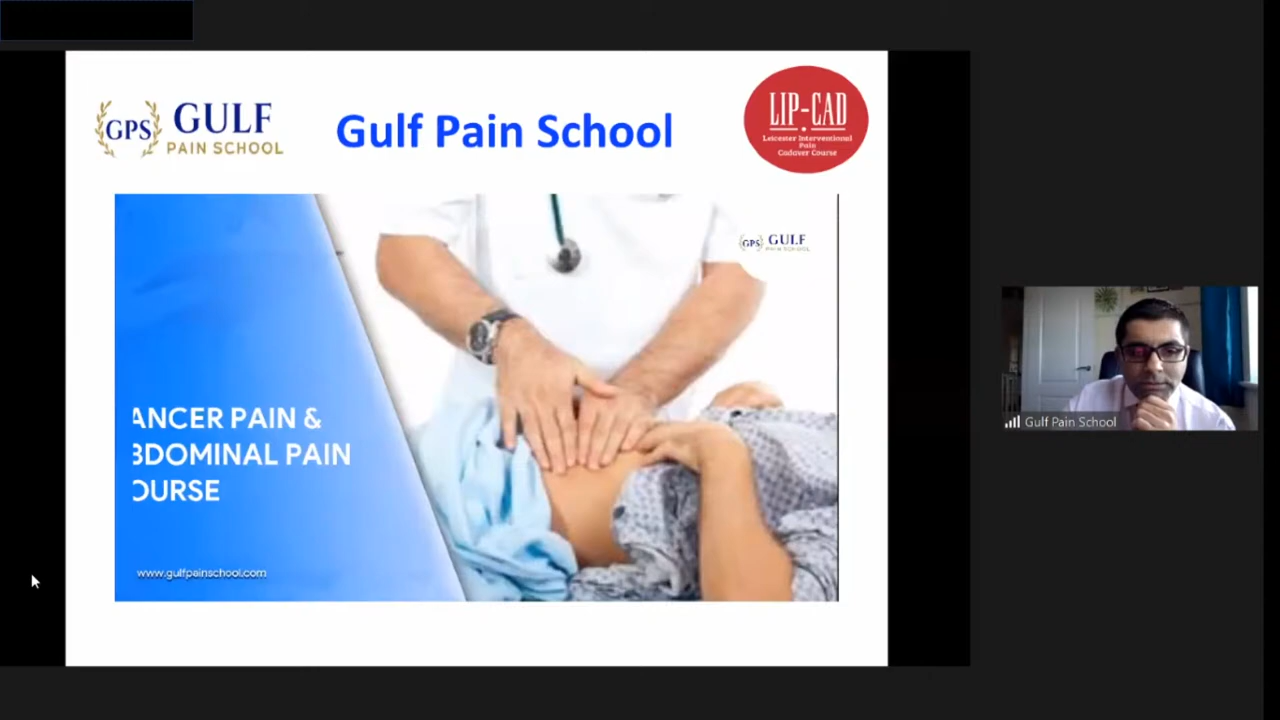 GPS GULF
PAIN SCHOOL
Gulf Pain School
LIP-CAD
Leicester Interventional
Pain
Cadaver Course
GPS GULF
PAIN SCHOOL
ANCER PAIN &
BDOMINAL PAIN
OURSE
www.gulfpainschool.com
Gulf Pain School